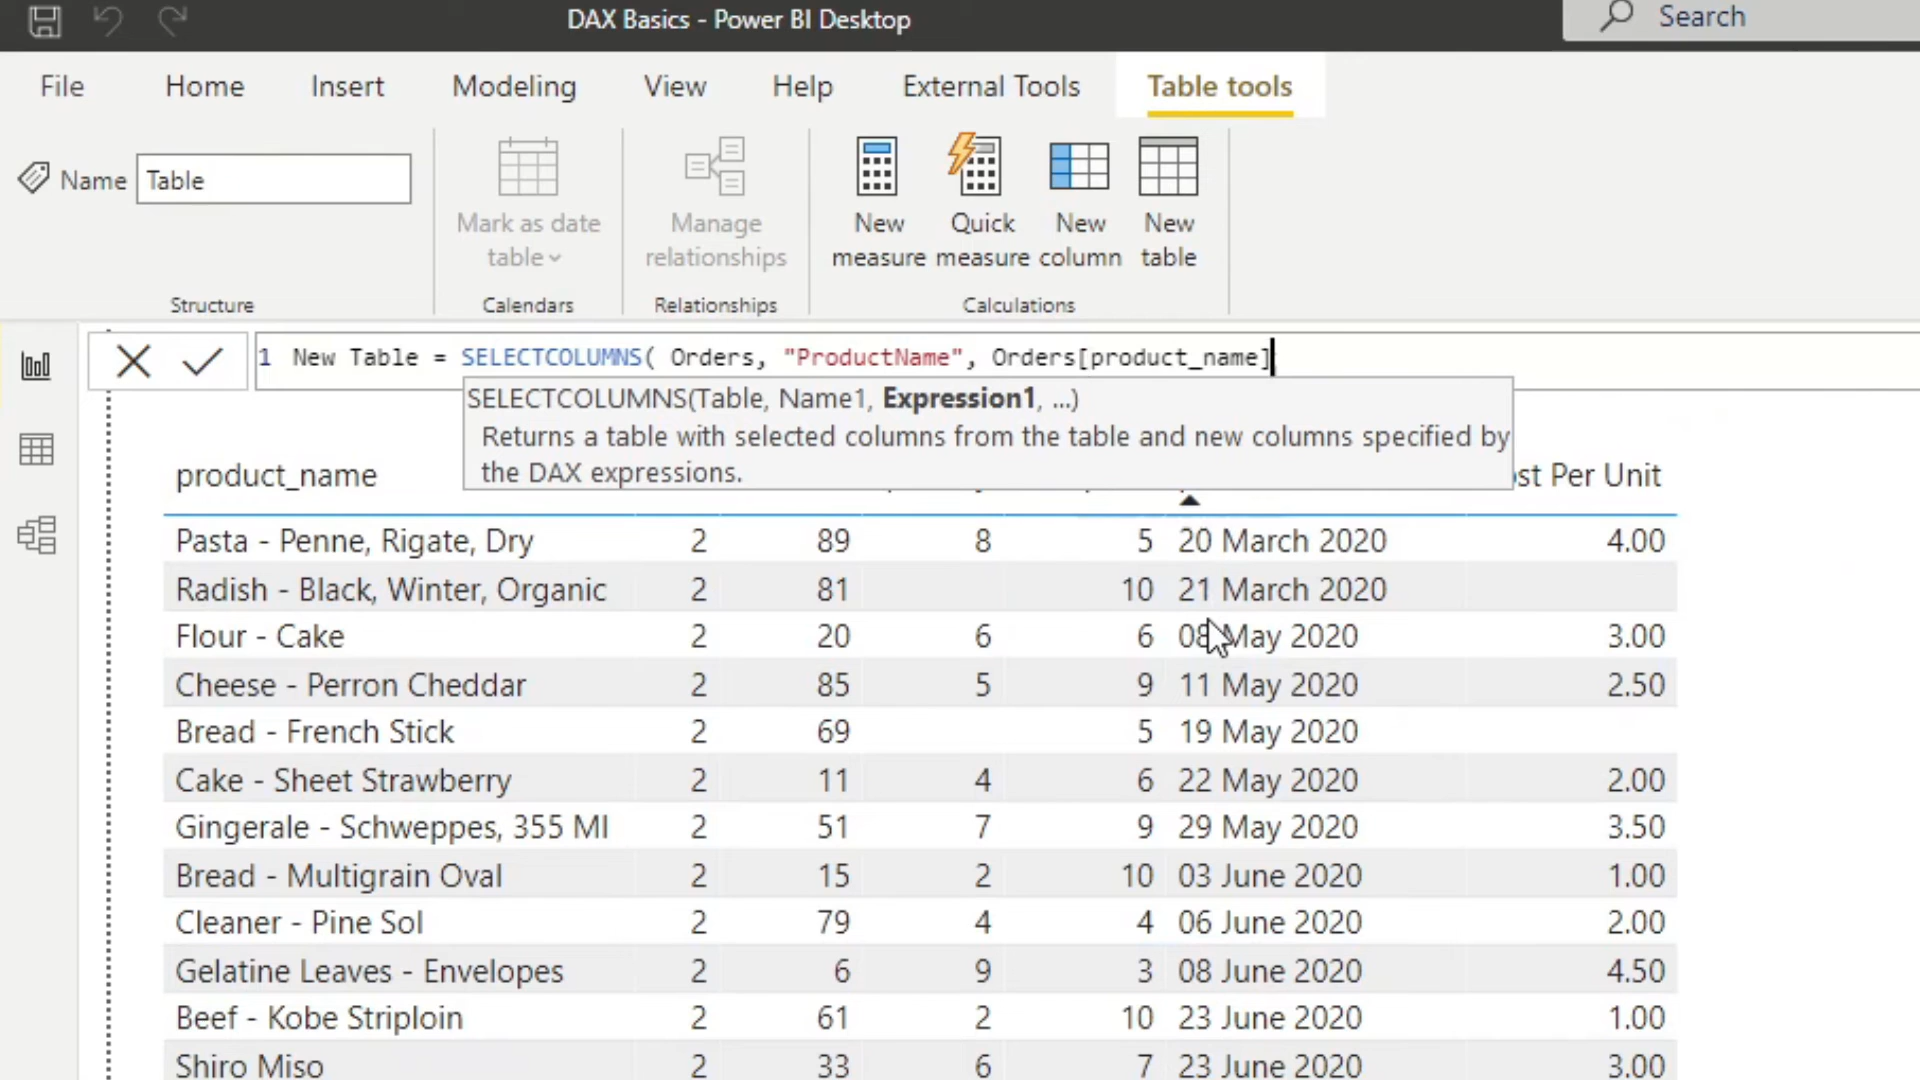 DAX Basics - Power BI Desktop
Search
File Home Insert Modeling View Help External Tools Table tools
Name Table
Mark as date table
Manage relationships
New measure
Quick measure
New column
New table
Structure Calendars Relationships Calculations
1 New Table = SELECTCOLUMNS( Orders, "ProductName", Orders[product_name]
SELECTCOLUMNS(Table, Name1, Expression1, ...)
Returns a table with selected columns from the table and new columns specified by
the DAX expressions.
product_name ost Per Unit
Pasta - Penne, Rigate, Dry 2 89 8 5 20 March 2020 4.00
Radish - Black, Winter, Organic 2 81 10 21 March 2020
Flour - Cake 2 20 6 6 08 May 2020 3.00
Cheese - Perron Cheddar 2 85 5 9 11 May 2020 2.50
Bread - French Stick 2 69 5 19 May 2020
Cake - Sheet Strawberry 2 11 4 6 22 May 2020 2.00
Gingerale - Schweppes, 355 Ml 2 51 7 9 29 May 2020 3.50
Bread - Multigrain Oval 2 15 2 10 03 June 2020 1.00
Cleaner - Pine Sol 2 79 4 4 06 June 2020 2.00
Gelatine Leaves - Envelopes 2 6 9 3 08 June 2020 4.50
Beef - Kobe Striploin 2 61 2 10 23 June 2020 1.00
Shiro Miso 2 33 6 7 23 June 2020 3.00